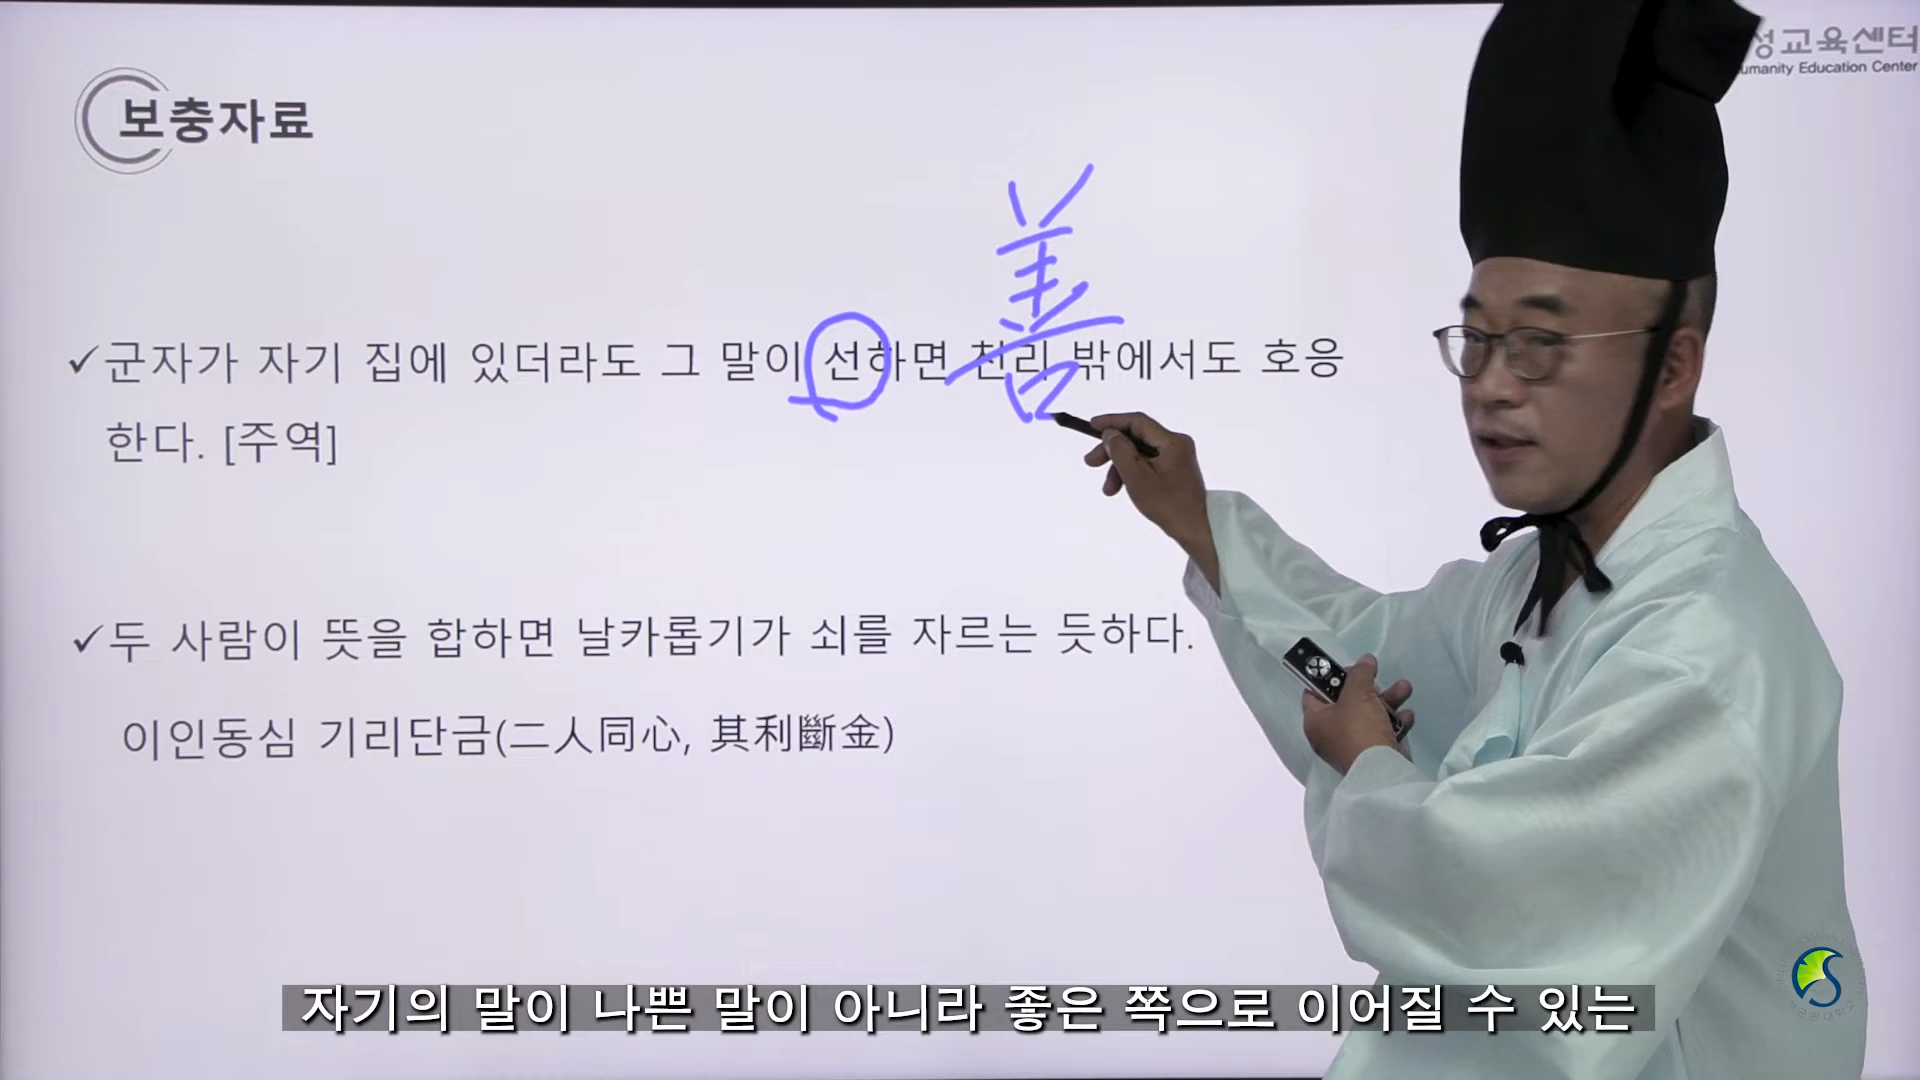 성교육센터
umanity Education Center
보충자료
善
✓군자가 자기 집에 있더라도 그 말이 선하면 천리 밖에서도 호응
한다. [주역]
✓두 사람이 뜻을 합하면 날카롭기가 쇠를 자르는 듯하다.
이인동심 기리단금(二人同心, 其利斷金)
자기의 말이 나쁜 말이 아니라 좋은 쪽으로 이어질 수 있는